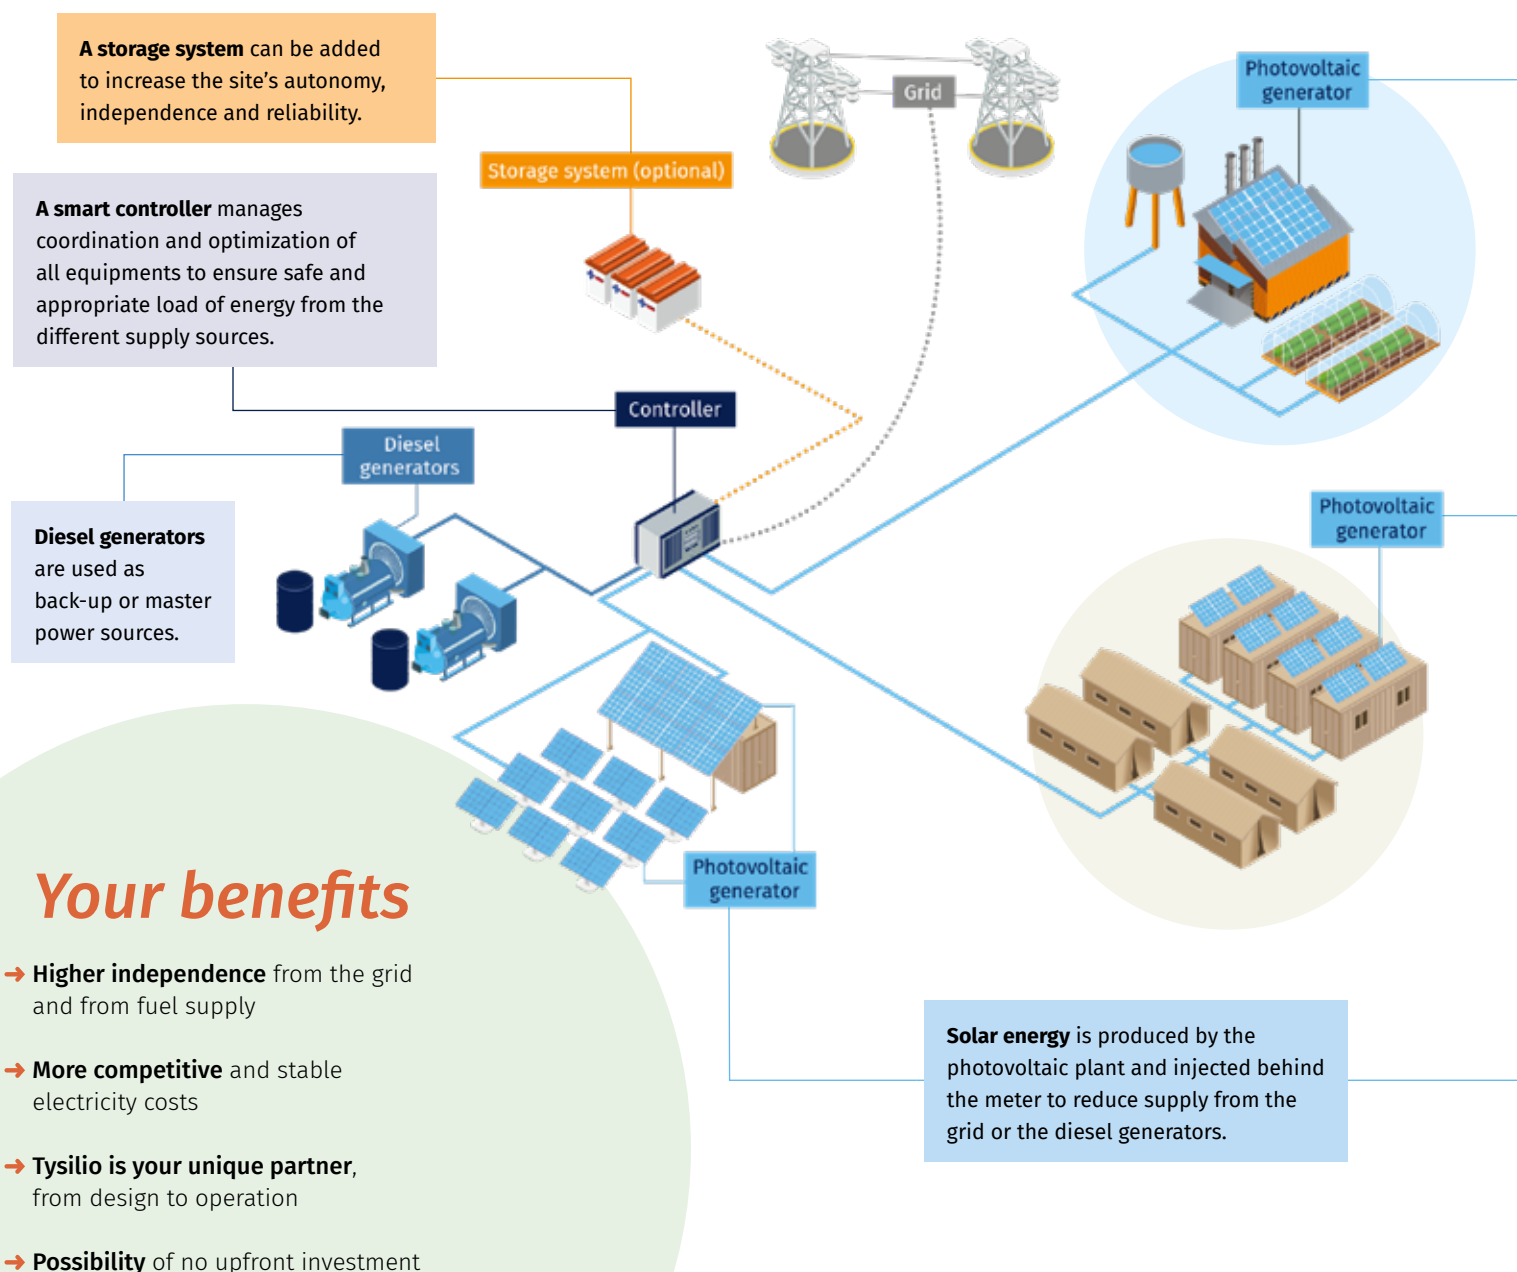 A storage system can be added
to increase the site’s autonomy,
independence and reliability.
Storage system (optional)
Grid
Photovoltaic
generator
A smart controller manages
coordination and optimization of
all equipments to ensure safe and
appropriate load of energy from the
different supply sources.
Controller
Diesel
generators
Diesel generators
are used as
back-up or master
power sources.
Photovoltaic
generator
Photovoltaic
generator
Your benefits
➜ Higher independence from the grid
and from fuel supply
➜ More competitive and stable
electricity costs
➜ Tysilio is your unique partner,
from design to operation
➜ Possibility of no upfront investment
Solar energy is produced by the
photovoltaic plant and injected behind
the meter to reduce supply from the
grid or the diesel generators.